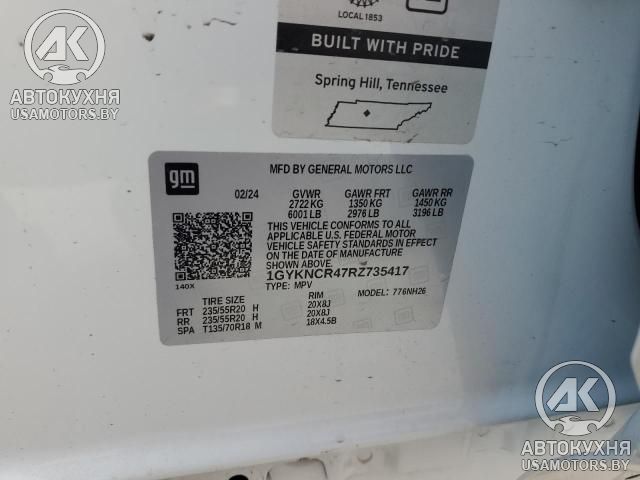 LOCAL 1853
BUILT WITH PRIDE
Spring Hill, Tennessee
AK
АВТОКУХНЯ
USAMOTORS.BY
gm
MFD BY GENERAL MOTORS LLC
02/24 GVWR GAWR FRT GAWR RR
2722 KG 1350 KG 1450 KG
6001 LB 2976 LB 3196 LB
THIS VEHICLE CONFORMS TO ALL
APPLICABLE U.S. FEDERAL MOTOR
VEHICLE SAFETY STANDARDS IN EFFECT
ON THE DATE OF MANUFACTURE
SHOWN ABOVE.
1GYKNCR47RZ735417
140X
TYPE: MPV MODEL: 776NH26
TIRE SIZE RIM
FRT 235/55R20 H 20X8J
RR 235/55R20 H 20X8J
SPA T135/70R18 M 18X4.5B
AK
АВТОКУХНЯ
USAMOTORS.BY